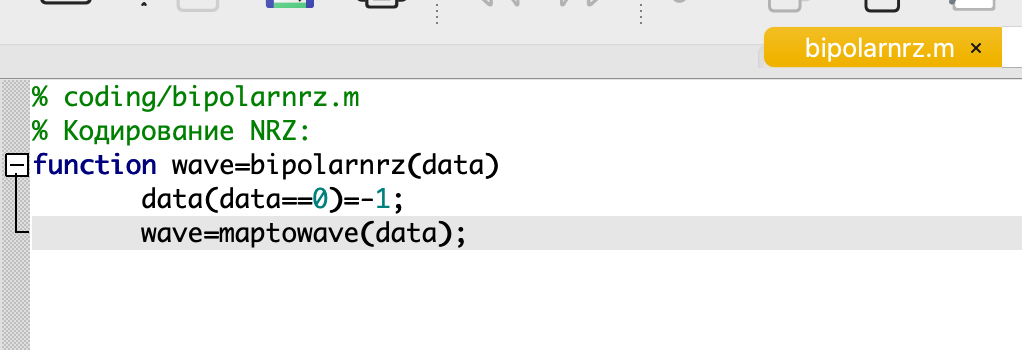 bipolarnrz.m ×
% coding/bipolarnrz.m
% Кодирование NRZ:
function wave=bipolarnrz(data)
data(data==0)=-1;
wave=maptowave(data);